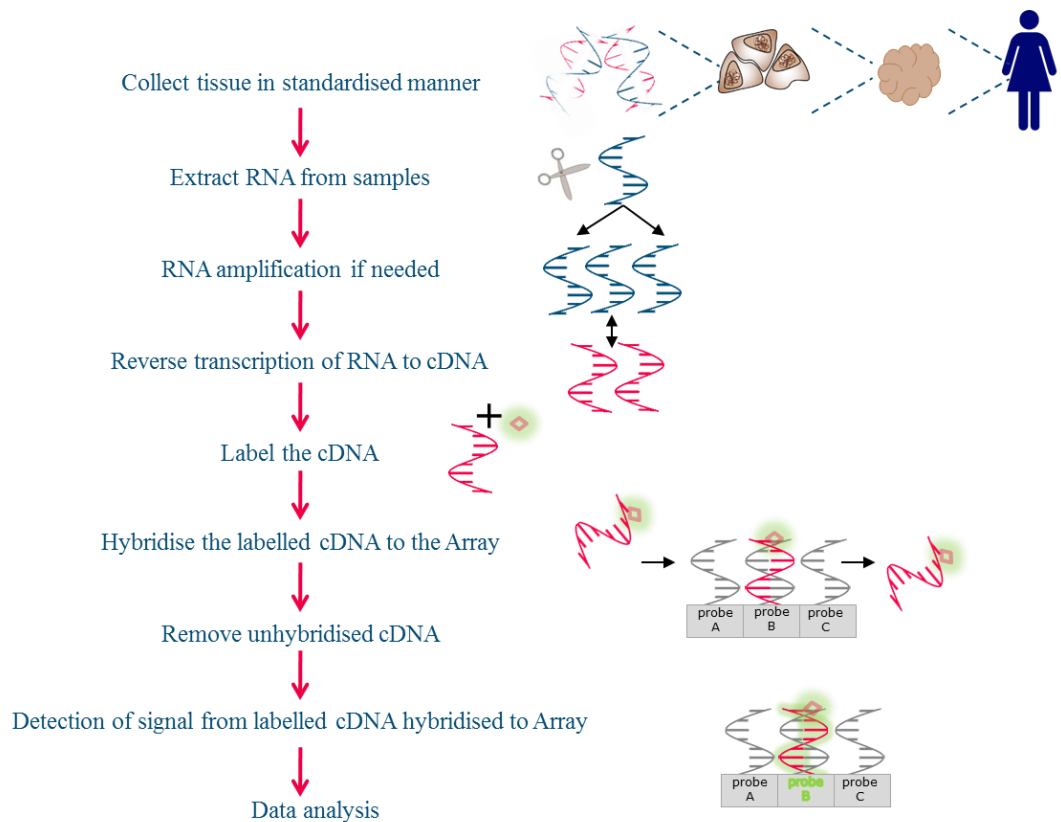 Collect tissue in standardised manner
Extract RNA from samples
RNA amplification if needed
Reverse transcription of RNA to cDNA
Label the cDNA
Hybridise the labelled cDNA to the Array
probe
A
probe
B
probe
C
Remove unhybridised cDNA
Detection of signal from labelled cDNA hybridised to Array
probe
A
probe
B
probe
C
Data analysis